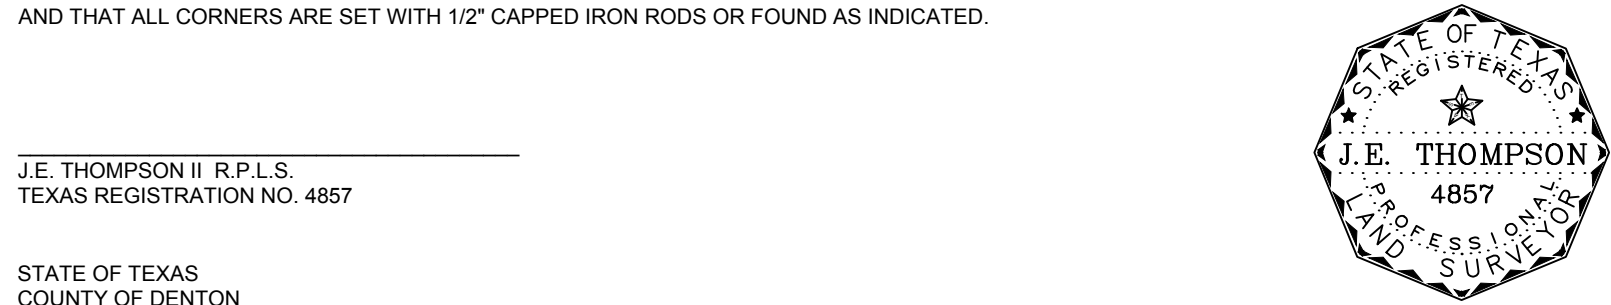 AND THAT ALL CORNERS ARE SET WITH 1/2" CAPPED IRON RODS OR FOUND AS INDICATED.
J.E. THOMPSON II R.P.L.S.
TEXAS REGISTRATION NO. 4857
STATE OF TEXAS
COUNTY OF DENTON
STATE OF TEXAS
REGISTERED
J.E. THOMPSON
4857
PROFESSIONAL
LAND SURVEYOR